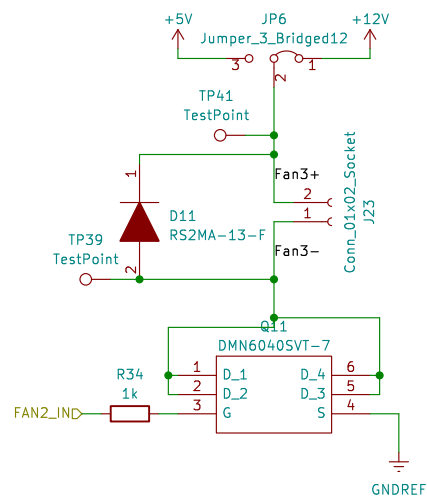 +5V
JP6
+12V
Jumper_3_Bridged12
3
1
2
TP41
TestPoint
Conn_01x02_Socket
J23
Fan3+
2
1
Fan3-
1
D11
RS2MA-13-F
2
TP39
TestPoint
Q11
DMN6040SVT-7
1 D_1 D_4 6
2 D_2 D_3 5
3 G S 4
R34
1k
FAN2_IN
GNDREF